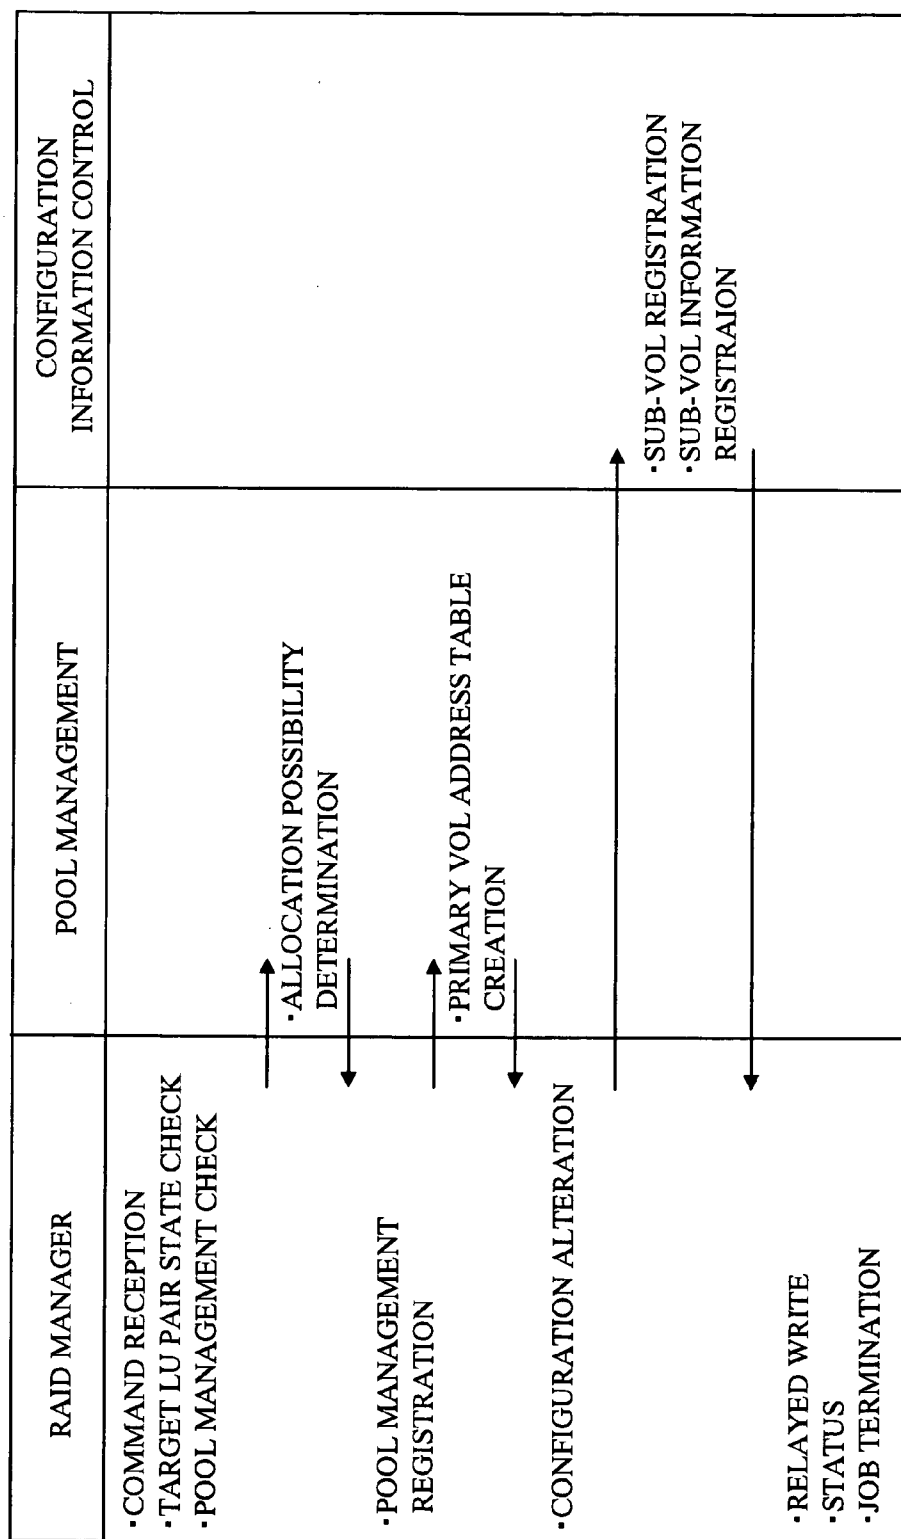 RAID MANAGER
POOL MANAGEMENT
CONFIGURATION
INFORMATION CONTROL
·COMMAND RECEPTION
·TARGET LU PAIR STATE CHECK
·POOL MANAGEMENT CHECK
·ALLOCATION POSSIBILITY
DETERMINATION
·POOL MANAGEMENT
REGISTRATION
·PRIMARY VOL ADDRESS TABLE
CREATION
·CONFIGURATION ALTERATION
·SUB-VOL REGISTRATION
·SUB-VOL INFORMATION
REGISTRAION
·RELAYED WRITE
·STATUS
·JOB TERMINATION